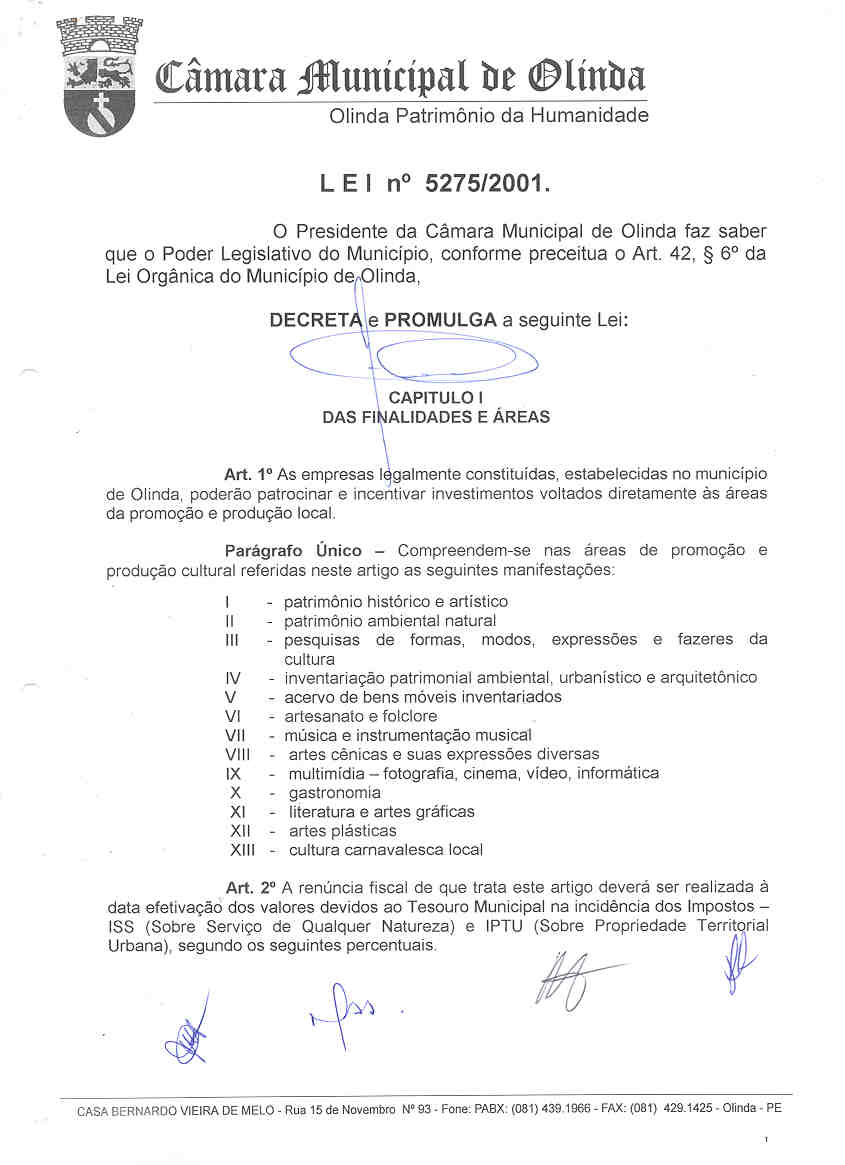 Câmara Municipal de Olinda
Olinda Patrimônio da Humanidade
L E I nº 5275/2001.
O Presidente da Câmara Municipal de Olinda faz saber
que o Poder Legislativo do Município, conforme preceitua o Art. 42, § 6º da
Lei Orgânica do Município de Olinda,
DECRETA e PROMULGA a seguinte Lei:
CAPITULO I
DAS FINALIDADES E ÁREAS
Art. 1º As empresas legalmente constituídas, estabelecidas no município
de Olinda, poderão patrocinar e incentivar investimentos voltados diretamente às áreas
da promoção e produção local.
Parágrafo Único – Compreendem-se nas áreas de promoção e
produção cultural referidas neste artigo as seguintes manifestações:
I - patrimônio histórico e artístico
II - patrimônio ambiental natural
III - pesquisas de formas, modos, expressões e fazeres da
cultura
IV - inventariação patrimonial ambiental, urbanístico e arquitetônico
V - acervo de bens móveis inventariados
VI - artesanato e folclore
VII - música e instrumentação musical
VIII - artes cênicas e suas expressões diversas
IX - multimídia – fotografia, cinema, vídeo, informática
X - gastronomia
XI - literatura e artes gráficas
XII - artes plásticas
XIII - cultura carnavalesca local
Art. 2º A renúncia fiscal de que trata este artigo deverá ser realizada à
data efetivação dos valores devidos ao Tesouro Municipal na incidência dos Impostos –
ISS (Sobre Serviço de Qualquer Natureza) e IPTU (Sobre Propriedade Territorial
Urbana), segundo os seguintes percentuais.
CASA BERNARDO VIEIRA DE MELO - Rua 15 de Novembro Nº 93 - Fone: PABX: (081) 439.1966 - FAX: (081) 429.1425 - Olinda - PE
1